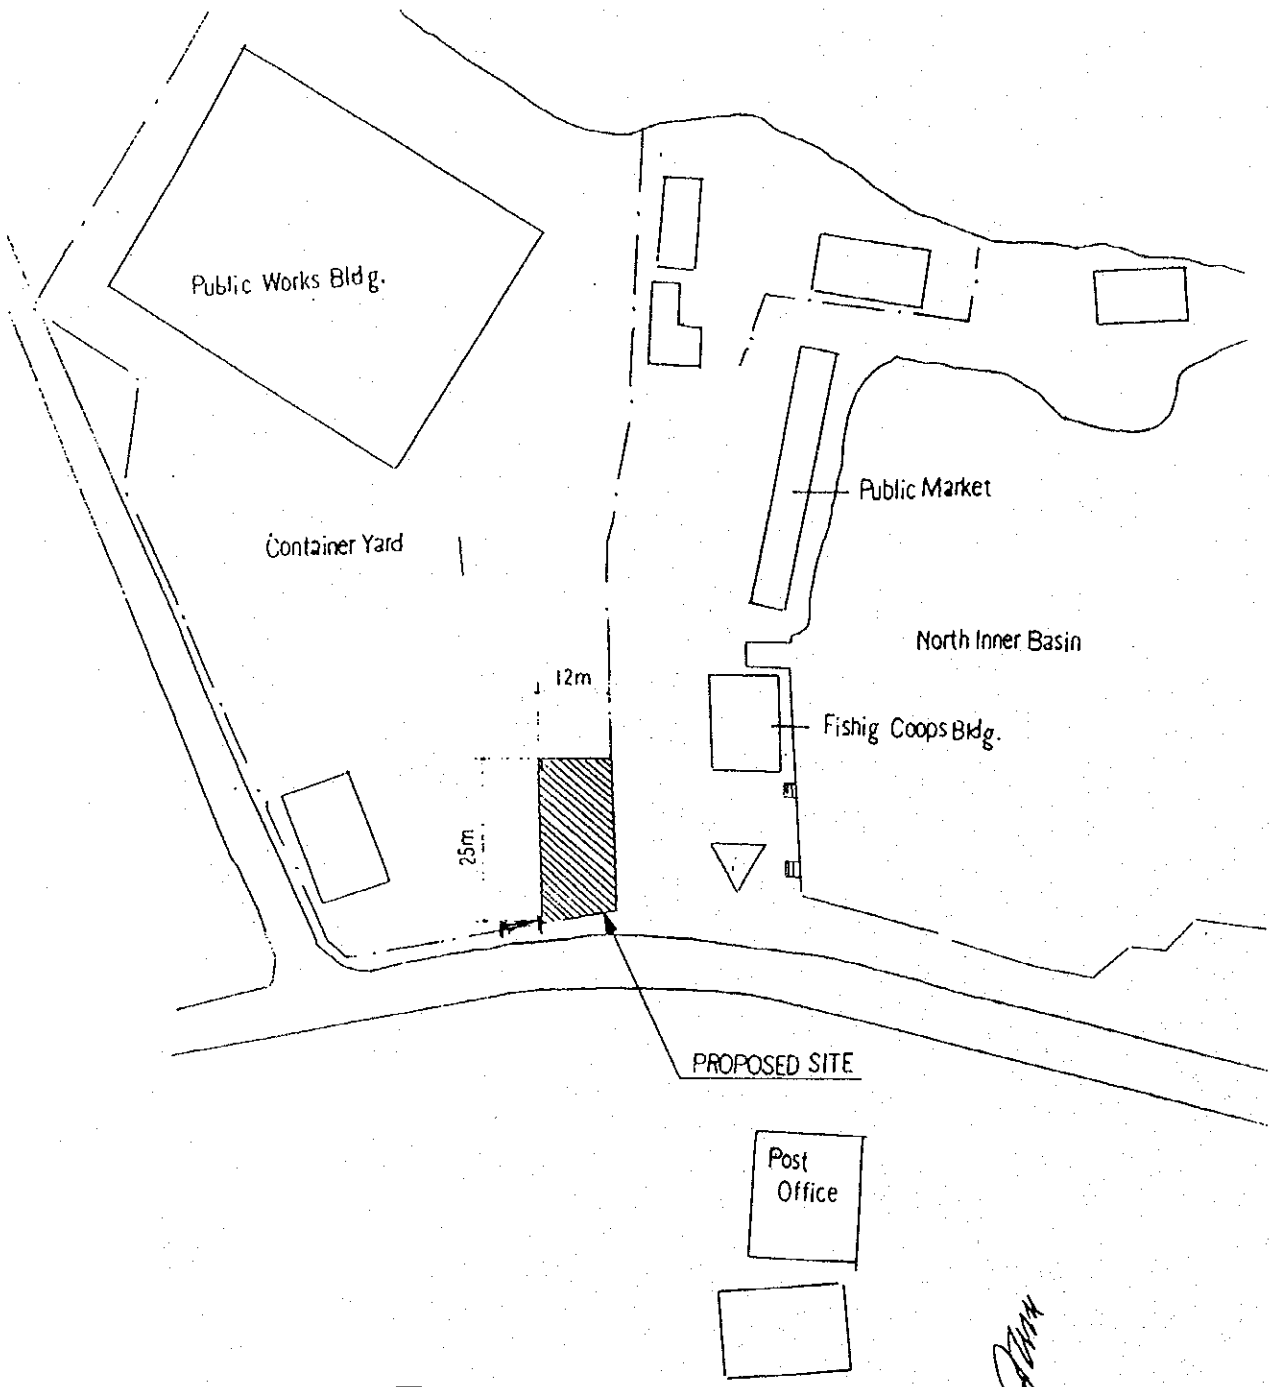 Public Works Bldg.
Public Market
Container Yard
North Inner Basin
12m
Fishig Coops Bldg.
25m
PROPOSED SITE
Post
Office